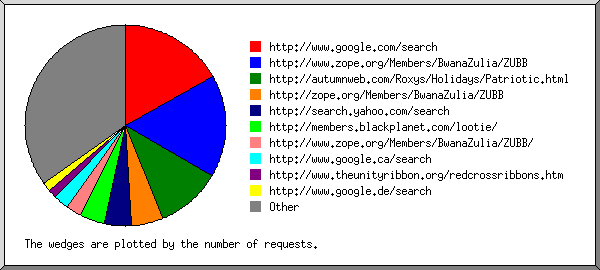 http://www.google.com/search
http://www.zope.org/Members/BwanaZulia/ZUBB
http://autumnweb.com/Roxys/Holidays/Patriotic.html
http://zope.org/Members/BwanaZulia/ZUBB
http://search.yahoo.com/search
http://members.blackplanet.com/lootie/
http://www.zope.org/Members/BwanaZulia/ZUBB/
http://www.google.ca/search
http://www.theunityribbon.org/redcrossribbons.htm
http://www.google.de/search
Other
The wedges are plotted by the number of requests.